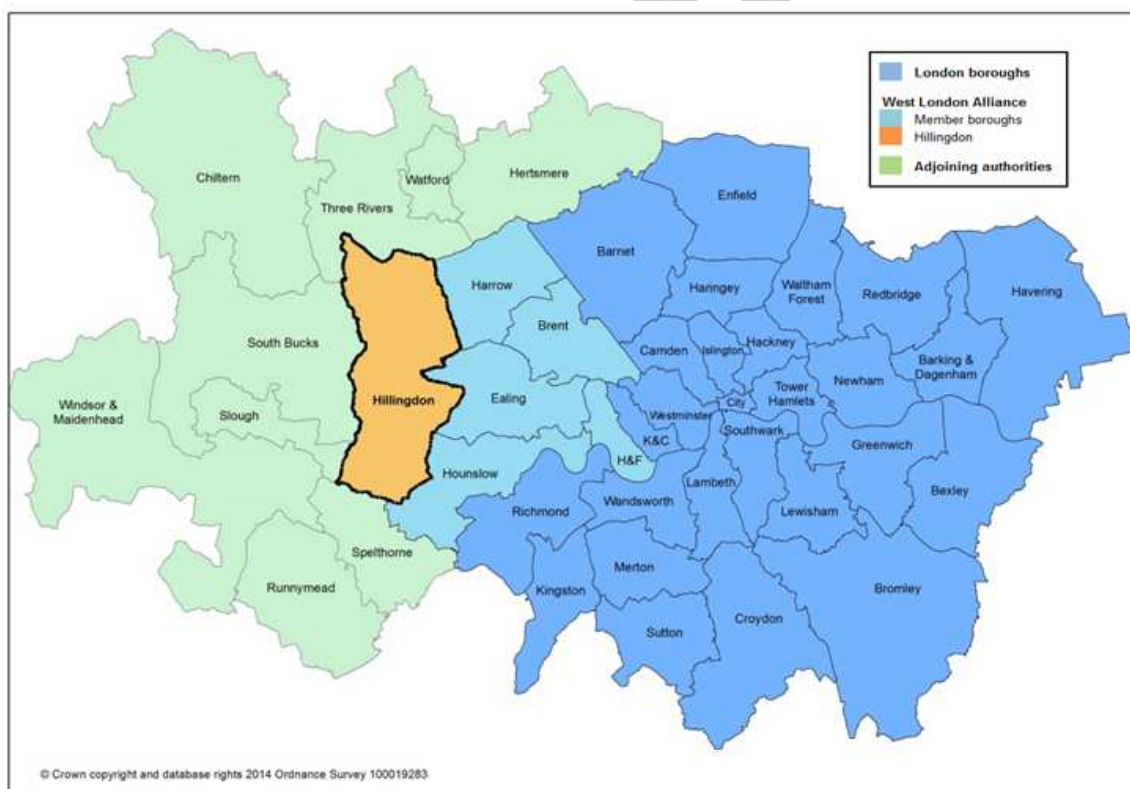 London boroughs
West London Alliance
Member boroughs
Hillingdon
Adjoining authorities
Chiltern
Three Rivers
Watford
Hertsmere
Enfield
Barnet
Harrow
Haringey
Waltham
Forest
Redbridge
Havering
Brent
South Bucks
Camden
Islington
Hackney
Barking &
Dagenham
Newham
Tower
Hamlets
Windsor &
Maidenhead
Slough
Hillingdon
Ealing
City
Westminster
Southwark
K&C
Greenwich
H&F
Hounslow
Lambeth
Bexley
Richmond
Wandsworth
Lewisham
Spelthorne
Merton
Runnymead
Kingston
Bromley
Croydon
Sutton
© Crown copyright and database rights 2014 Ordnance Survey 100019283